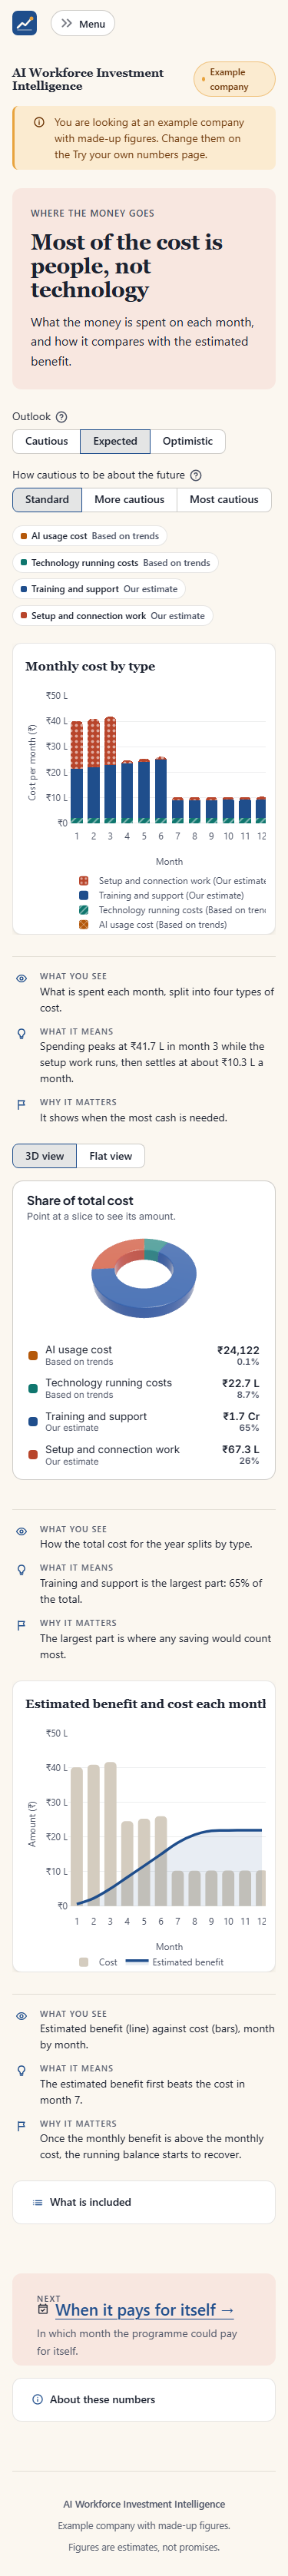 Menu
AI Workforce Investment
Intelligence
Example
company
You are looking at an example company
with made-up figures. Change them on
the Try your own numbers page.
WHERE THE MONEY GOES
Most of the cost is
people, not
technology
What the money is spent on each month,
and how it compares with the estimated
benefit.
Outlook
Cautious Expected Optimistic
How cautious to be about the future
Standard More cautious Most cautious
AI usage cost Based on trends
Technology running costs Based on trends
Training and support Our estimate
Setup and connection work Our estimate
Monthly cost by type
₹50 L
₹40 L
₹30 L
₹20 L
₹10 L
₹0
Cost per month (₹)
1 2 3 4 5 6 7 8 9 10 11 12
Month
Setup and connection work (Our estimate
Training and support (Our estimate)
Technology running costs (Based on tren
AI usage cost (Based on trends)
WHAT YOU SEE
What is spent each month, split into four types of
cost.
WHAT IT MEANS
Spending peaks at ₹41.7 L in month 3 while the
setup work runs, then settles at about ₹10.3 L a
month.
WHY IT MATTERS
It shows when the most cash is needed.
3D view Flat view
Share of total cost
Point at a slice to see its amount.
AI usage cost ₹24,122
Based on trends 0.1%
Technology running costs ₹22.7 L
Based on trends 8.7%
Training and support ₹1.7 Cr
Our estimate 65%
Setup and connection work ₹67.3 L
Our estimate 26%
WHAT YOU SEE
How the total cost for the year splits by type.
WHAT IT MEANS
Training and support is the largest part: 65% of
the total.
WHY IT MATTERS
The largest part is where any saving would count
most.
Estimated benefit and cost each month
₹50 L
₹40 L
₹30 L
₹20 L
₹10 L
₹0
Amount (₹)
1 2 3 4 5 6 7 8 9 10 11 12
Month
Cost Estimated benefit
WHAT YOU SEE
Estimated benefit (line) against cost (bars), month
by month.
WHAT IT MEANS
The estimated benefit first beats the cost in
month 7.
WHY IT MATTERS
Once the monthly benefit is above the monthly
cost, the running balance starts to recover.
What is included
NEXT
When it pays for itself →
In which month the programme could pay
for itself.
About these numbers
AI Workforce Investment Intelligence
Example company with made-up figures.
Figures are estimates, not promises.